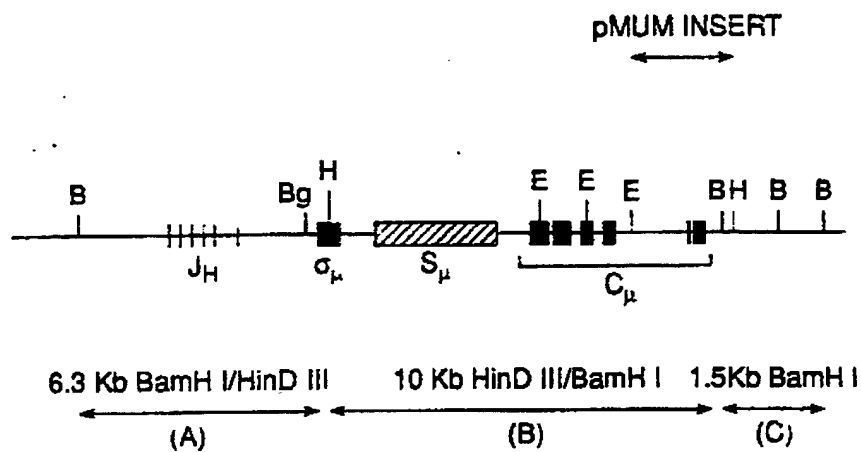 pMUM INSERT
B Bg H E E E B H B B
J_H σ_μ S_μ C_μ
6.3 Kb BamH I/HinD III 10 Kb HinD III/BamH I 1.5Kb BamH I
(A) (B) (C)